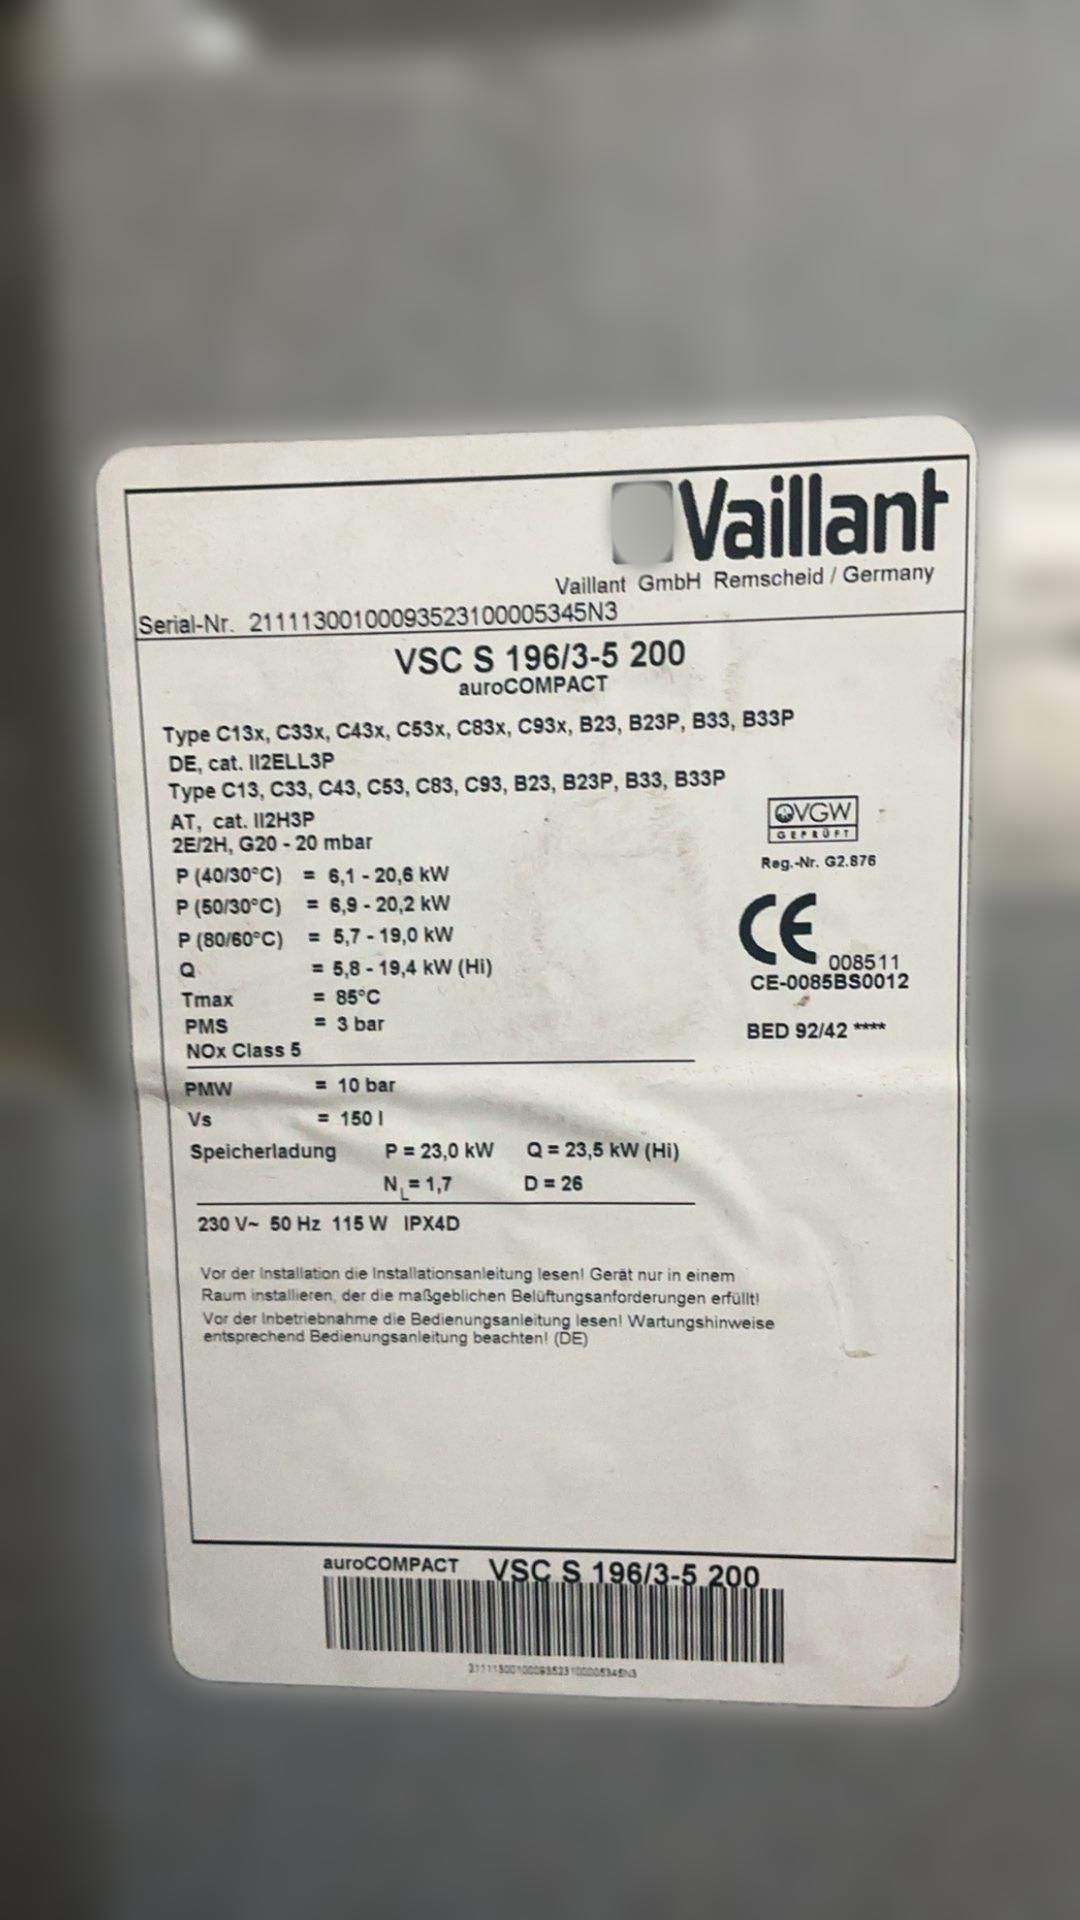 Vaillant
Vaillant GmbH Remscheid / Germany
Serial-Nr. 21111300100093523100005345N3
VSC S 196/3-5 200
auroCOMPACT
Type C13x, C33x, C43x, C53x, C83x, C93x, B23, B23P, B33, B33P
DE, cat. II2ELL3P
Type C13, C33, C43, C53, C83, C93, B23, B23P, B33, B33P
AT, cat. II2H3P
2E/2H, G20 - 20 mbar
P (40/30°C) = 6,1 - 20,6 kW
P (50/30°C) = 6,9 - 20,2 kW
P (80/60°C) = 5,7 - 19,0 kW
Q = 5,8 - 19,4 kW (Hi)
Tmax = 85°C
PMS = 3 bar
NOx Class 5
DVGW
GEPRÜFT
Reg.-Nr. G2.876
CE 008511
CE-0085BS0012
BED 92/42 ****
PMW = 10 bar
Vs = 150 l
Speicherladung P = 23,0 kW Q = 23,5 kW (Hi)
NL = 1,7 D = 26
230 V~ 50 Hz 115 W IPX4D
Vor der Installation die Installationsanleitung lesen! Gerät nur in einem
Raum installieren, der die maßgeblichen Belüftungsanforderungen erfüllt!
Vor der Inbetriebnahme die Bedienungsanleitung lesen! Wartungshinweise
entsprechend Bedienungsanleitung beachten! (DE)
auroCOMPACT VSC S 196/3-5 200
21111300100093523100005345N3